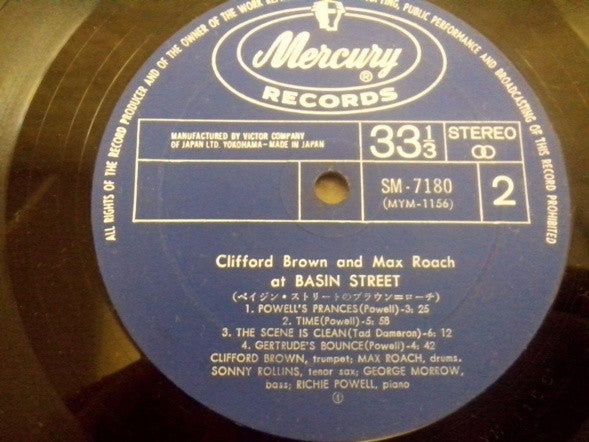 ALL RIGHTS OF THE RECORD PRODUCER AND OF THE OWNER OF THE WORK PUBLIC PERFORMANCE AND BROADCASTING OF THIS RECORD PROHIBITED
Mercury®
RECORDS
MANUFACTURED BY VICTOR COMPANY
OF JAPAN LTD. YOKOHAMA-MADE IN JAPAN
33 1/3
STEREO
SM-7180
(MYM-1156)
2
Clifford Brown and Max Roach
at BASIN STREET
(ベイジン・ストリートのブラウン=ローチ)
1. POWELL'S PRANCES(Powell)-3: 25
2. TIME(Powell)-5: 58
3. THE SCENE IS CLEAN(Tad Dameron)-6: 12
4. GERTRUDE'S BOUNCE(Powell)-4: 42
CLIFFORD BROWN, trumpet; MAX ROACH, drums.
SONNY ROLLINS, tenor sax; GEORGE MORROW,
bass; RICHIE POWELL, piano
①